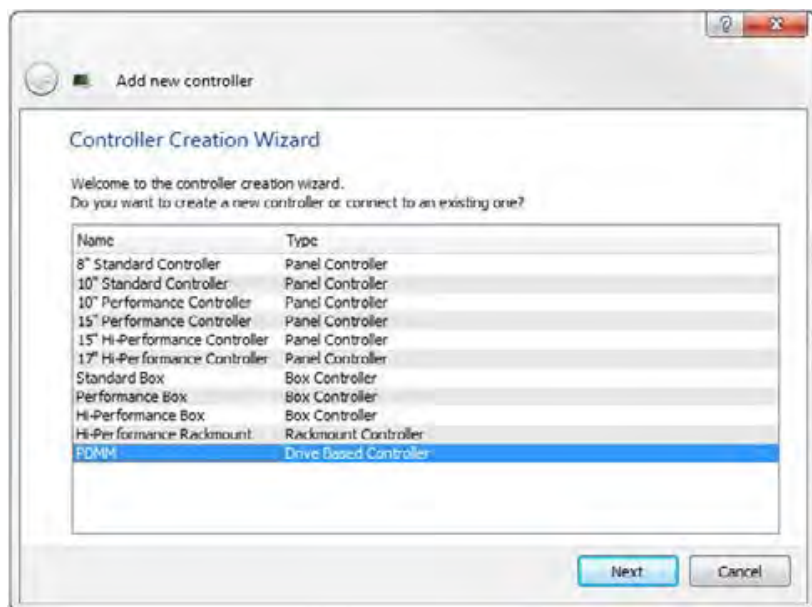 ?
Add new controller
Controller Creation Wizard
Welcome to the controller creation wizard.
Do you want to create a new controller or connect to an existing one?
Name Type
8" Standard Controller Panel Controller
10" Standard Controller Panel Controller
10" Performance Controller Panel Controller
15" Performance Controller Panel Controller
15" Hi-Performance Controller Panel Controller
17" Hi-Performance Controller Panel Controller
Standard Box Box Controller
Performance Box Box Controller
Hi-Performance Box Box Controller
Hi-Performance Rackmount Rackmount Controller
PDMM Drive Based Controller
Next Cancel